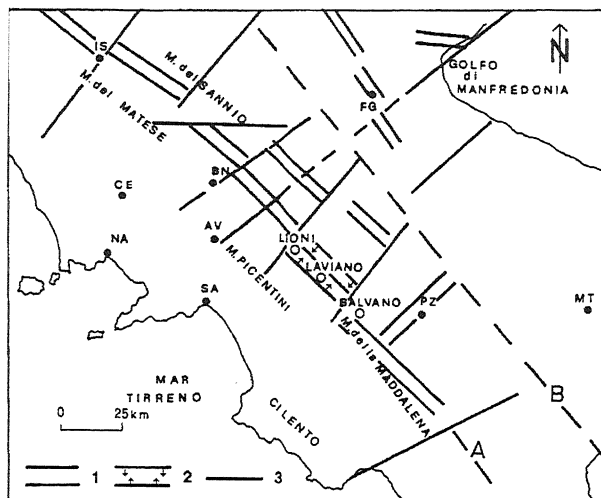 IS
M. del SANNIO
M. del MATESE
N
GOLFO
di
MANFREDONIA
FG
CE
BN
AV
NA
LIONI
LAVIANO
BALVANO
M. PICENTINI
SA
PZ
MT
M. della MADDALENA
MAR
TIRRENO
CILENTO
0 25km
A
B
1 2 3